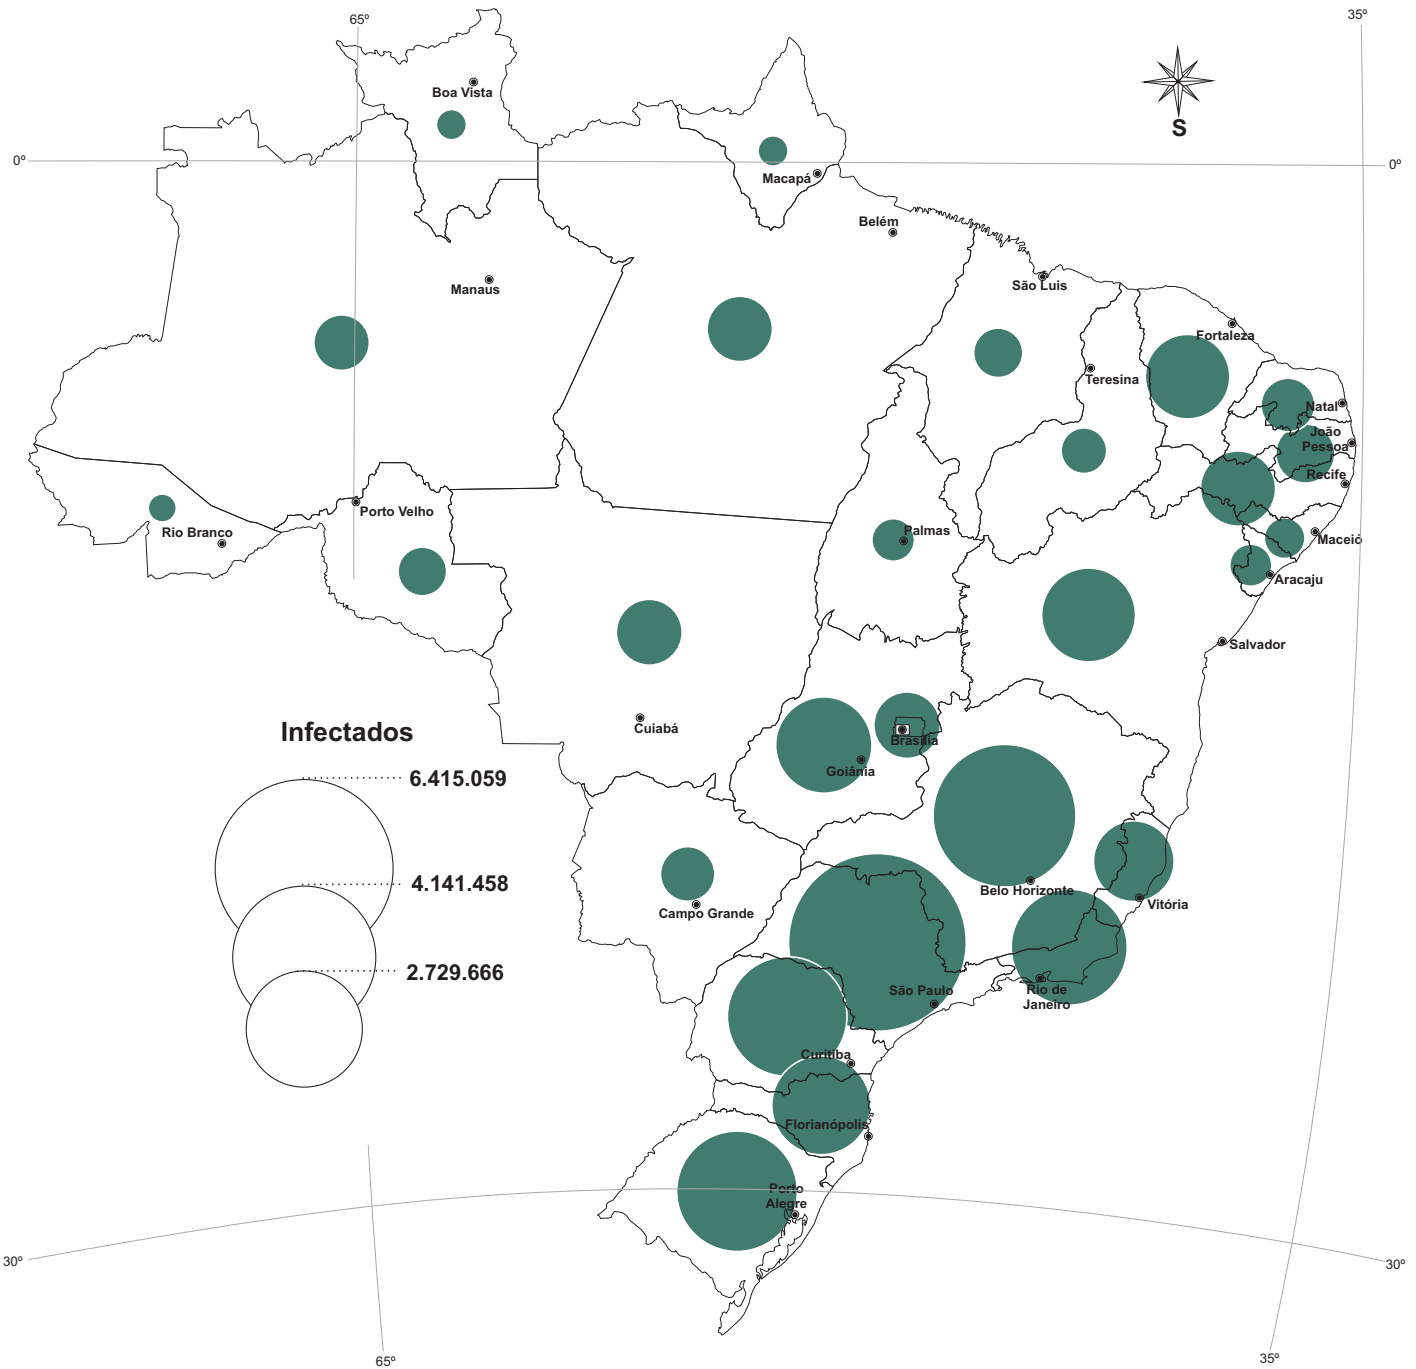 65º
35º
Boa Vista
S
0º
0º
Macapá
Belém
Manaus
São Luis
Fortaleza
Teresina
Natal
João
Pessoa
Recife
Porto Velho
Rio Branco
Palmas
Maceió
Aracaju
Salvador
Cuiabá
Infectados
Brasília
Goiânia
6.415.059
4.141.458
Belo Horizonte
Vitória
Campo Grande
2.729.666
São Paulo
Rio de
Janeiro
Curitiba
Florianópolis
Porto
Alegre
30º
30º
65º
35º